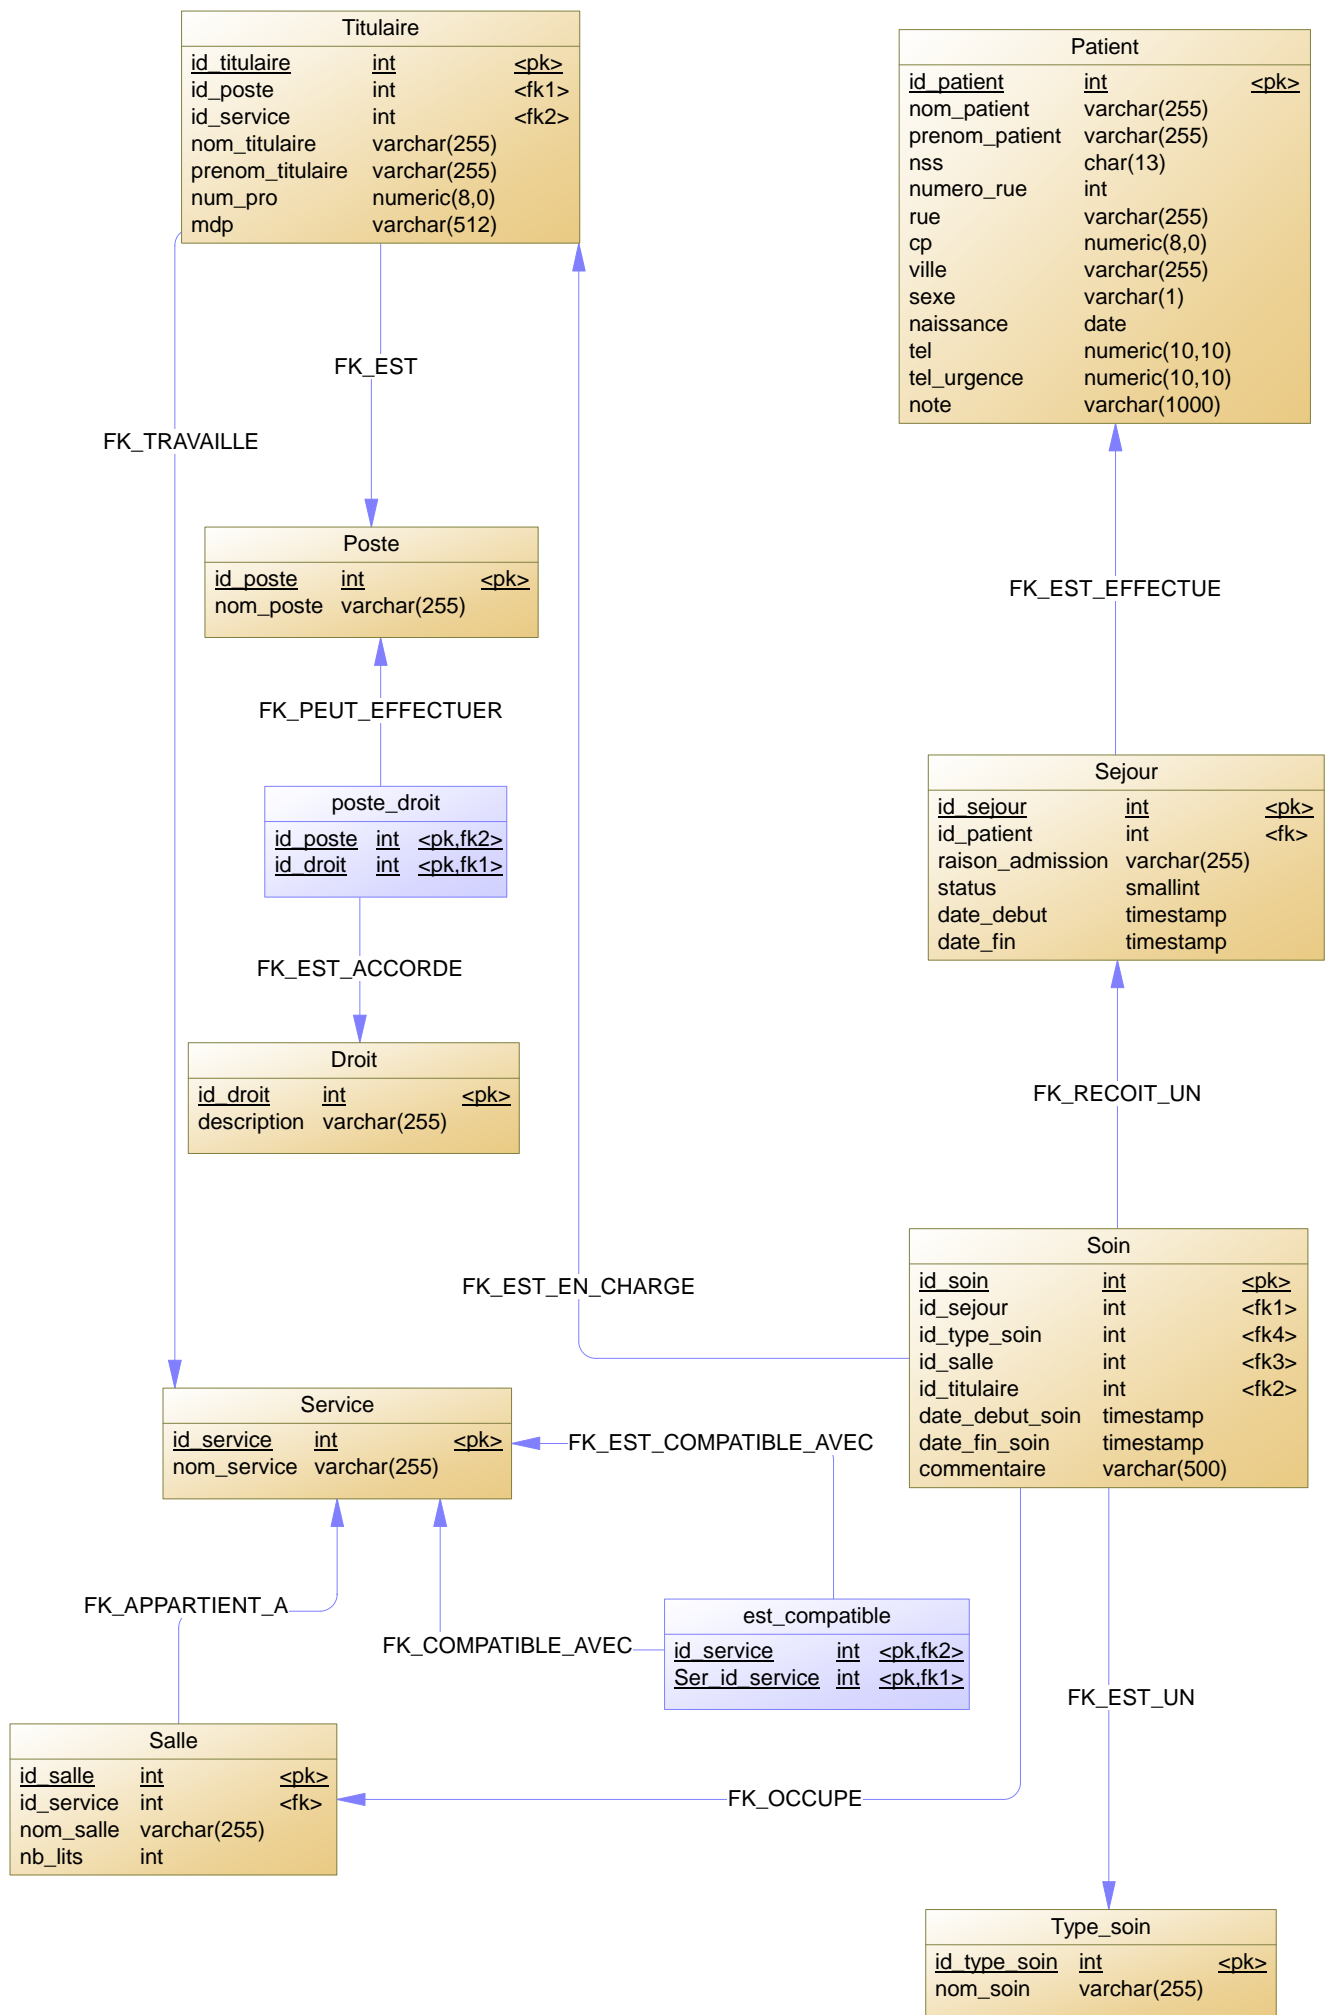 Titulaire
id_titulaire int <pk>
id_poste int <fk1>
id_service int <fk2>
nom_titulaire varchar(255)
prenom_titulaire varchar(255)
num_pro numeric(8,0)
mdp varchar(512)
Patient
id_patient int <pk>
nom_patient varchar(255)
prenom_patient varchar(255)
nss char(13)
numero_rue int
rue varchar(255)
cp numeric(8,0)
ville varchar(255)
sexe varchar(1)
naissance date
tel numeric(10,10)
tel_urgence numeric(10,10)
note varchar(1000)
FK_EST
FK_TRAVAILLE
Poste
id_poste int <pk>
nom_poste varchar(255)
FK_EST_EFFECTUE
FK_PEUT_EFFECTUER
poste_droit
id_poste int <pk,fk2>
id_droit int <pk,fk1>
Sejour
id_sejour int <pk>
id_patient int <fk>
raison_admission varchar(255)
status smallint
date_debut timestamp
date_fin timestamp
FK_EST_ACCORDE
Droit
id_droit int <pk>
description varchar(255)
FK_RECOIT_UN
FK_EST_EN_CHARGE
Soin
id_soin int <pk>
id_sejour int <fk1>
id_type_soin int <fk4>
id_salle int <fk3>
id_titulaire int <fk2>
date_debut_soin timestamp
date_fin_soin timestamp
commentaire varchar(500)
Service
id_service int <pk>
nom_service varchar(255)
FK_EST_COMPATIBLE_AVEC
FK_APPARTIENT_A
FK_COMPATIBLE_AVEC
est_compatible
id_service int <pk,fk2>
Ser_id_service int <pk,fk1>
FK_EST_UN
Salle
id_salle int <pk>
id_service int <fk>
nom_salle varchar(255)
nb_lits int
FK_OCCUPE
Type_soin
id_type_soin int <pk>
nom_soin varchar(255)